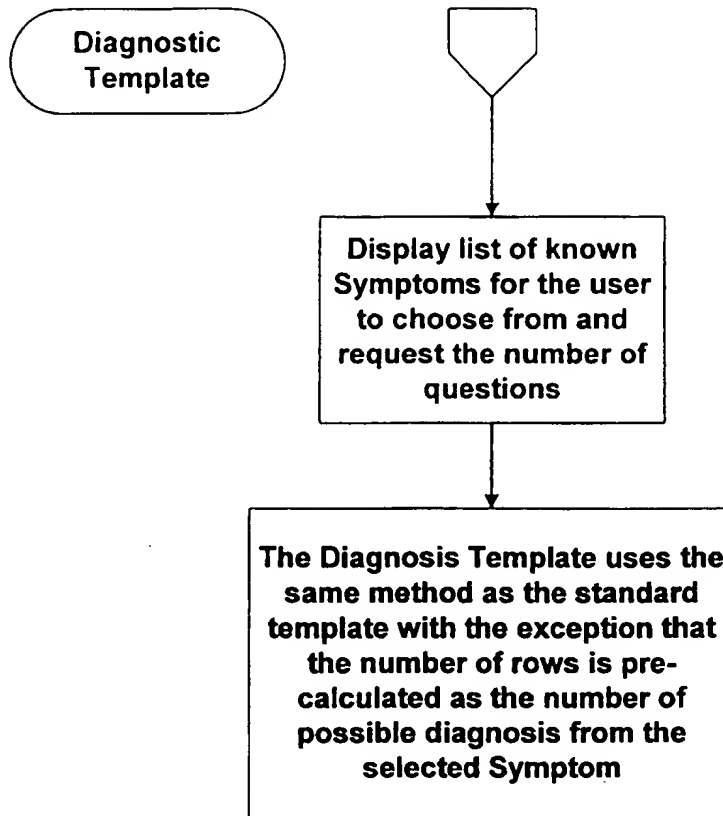 Diagnostic
Template
Display list of known
Symptoms for the user
to choose from and
request the number of
questions
The Diagnosis Template uses the
same method as the standard
template with the exception that
the number of rows is pre-
calculated as the number of
possible diagnosis from the
selected Symptom